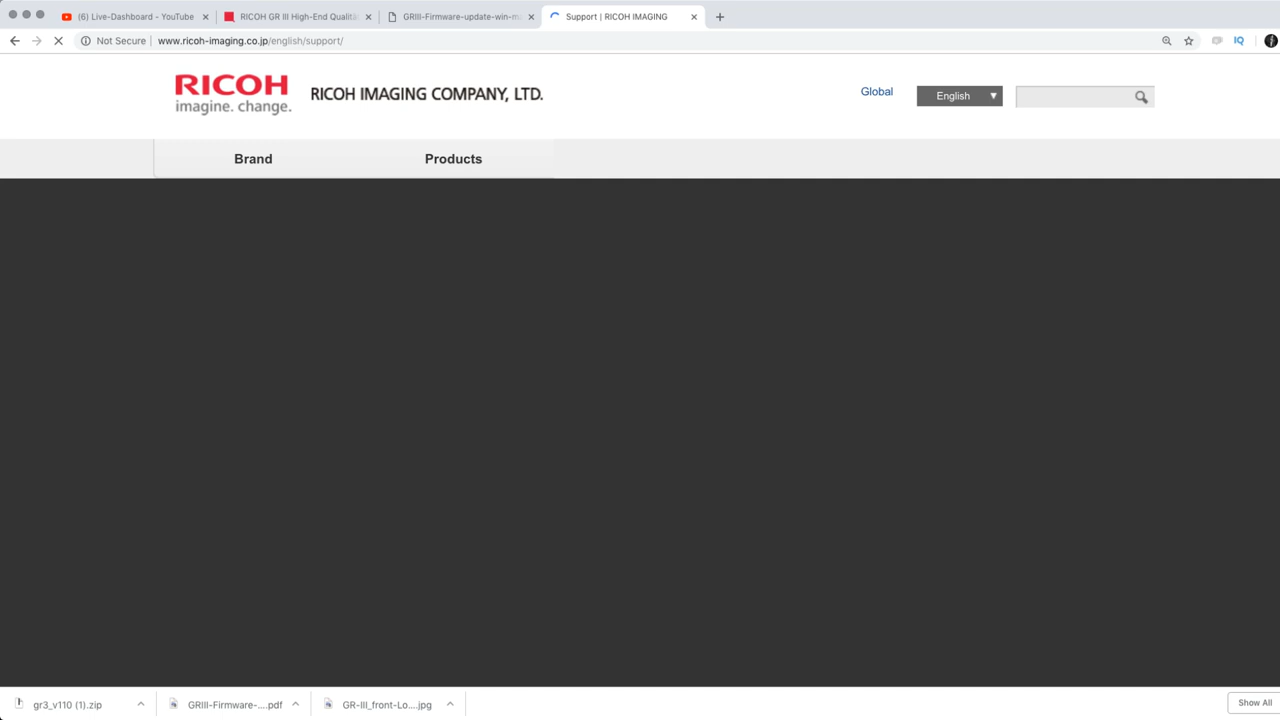 (6) Live-Dashboard - YouTube
RICOH GR III High-End Qualiti
GRIII-Firmware-update-win-m
Support | RICOH IMAGING
Not Secure
www.ricoh-imaging.co.jp/english/support/
IQ
RICOH
imagine. change.
RICOH IMAGING COMPANY, LTD.
Global
English
Brand
Products
gr3_v110 (1).zip
GRIII-Firmware-....pdf
GR-III_front-Lo....jpg
Show All